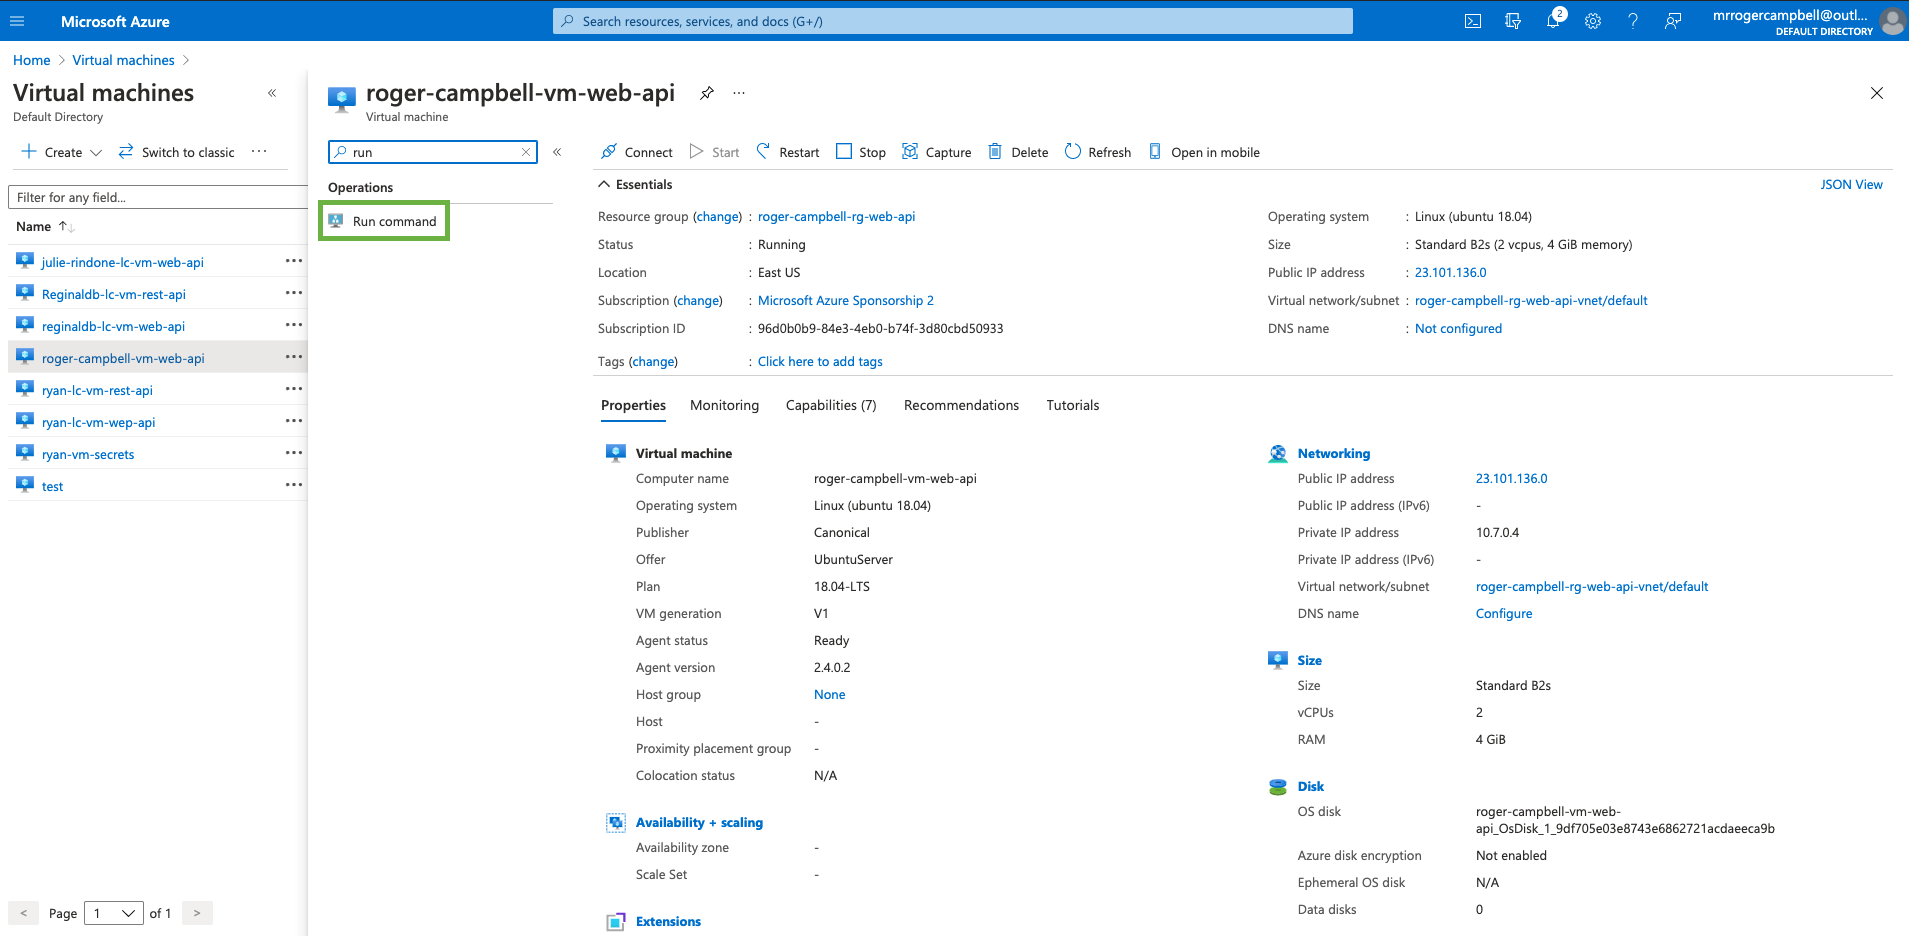 Microsoft Azure
Search resources, services, and docs (G+/)
2
mrrogercampbell@outl...
DEFAULT DIRECTORY
Home > Virtual machines >
Virtual machines
Default Directory
Create
Switch to classic
Filter for any field...
Name
julie-rindone-lc-vm-web-api
Reginaldb-lc-vm-rest-api
reginaldb-lc-vm-web-api
roger-campbell-vm-web-api
ryan-lc-vm-rest-api
ryan-lc-vm-wep-api
ryan-vm-secrets
test
< Page 1 of 1 >
roger-campbell-vm-web-api
Virtual machine
run
Operations
Run command
Connect Start Restart Stop Capture Delete Refresh Open in mobile
Essentials
JSON View
Resource group (change) : roger-campbell-rg-web-api
Status : Running
Location : East US
Subscription (change) : Microsoft Azure Sponsorship 2
Subscription ID : 96d0b0b9-84e3-4eb0-b74f-3d80cbd50933
Tags (change) : Click here to add tags
Operating system : Linux (ubuntu 18.04)
Size : Standard B2s (2 vcpus, 4 GiB memory)
Public IP address : 23.101.136.0
Virtual network/subnet : roger-campbell-rg-web-api-vnet/default
DNS name : Not configured
Properties Monitoring Capabilities (7) Recommendations Tutorials
Virtual machine
Computer name roger-campbell-vm-web-api
Operating system Linux (ubuntu 18.04)
Publisher Canonical
Offer UbuntuServer
Plan 18.04-LTS
VM generation V1
Agent status Ready
Agent version 2.4.0.2
Host group None
Host -
Proximity placement group -
Colocation status N/A
Availability + scaling
Availability zone -
Scale Set -
Extensions
Networking
Public IP address 23.101.136.0
Public IP address (IPv6) -
Private IP address 10.7.0.4
Private IP address (IPv6) -
Virtual network/subnet roger-campbell-rg-web-api-vnet/default
DNS name Configure
Size
Size Standard B2s
vCPUs 2
RAM 4 GiB
Disk
OS disk roger-campbell-vm-web-
api_OsDisk_1_9df705e03e8743e6862721acdaeeca9b
Azure disk encryption Not enabled
Ephemeral OS disk N/A
Data disks 0